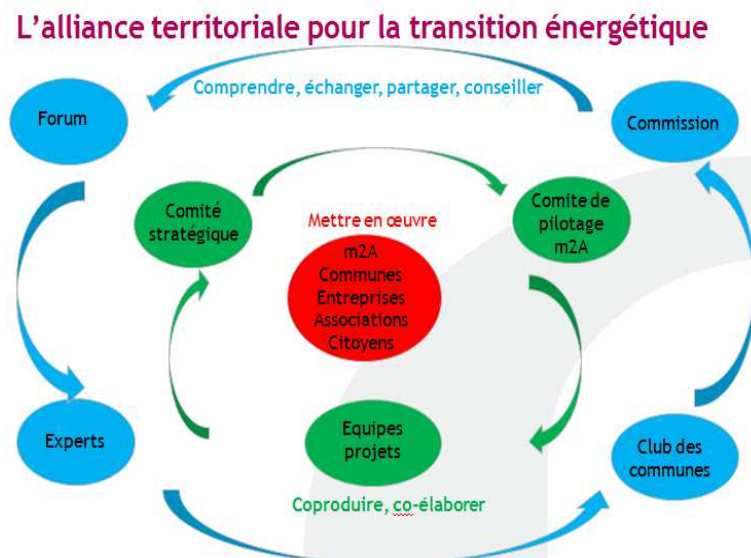 L'alliance territoriale pour la transition énergétique
Comprendre, échanger, partager, conseiller
Forum
Commission
Comité
stratégique
Comite de
pilotage
m2A
Mettre en œuvre
m2A
Communes
Entreprises
Associations
Citoyens
Experts
Equipes
projets
Club des
communes
Coproduire, co-élaborer